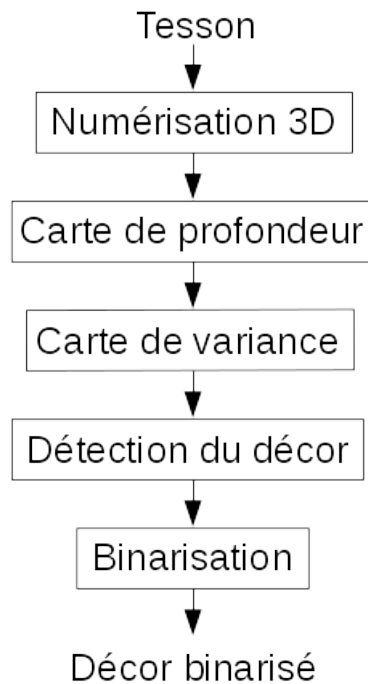 Tesson
Numérisation 3D
Carte de profondeur
Carte de variance
Détection du décor
Binarisation
Décor binarisé